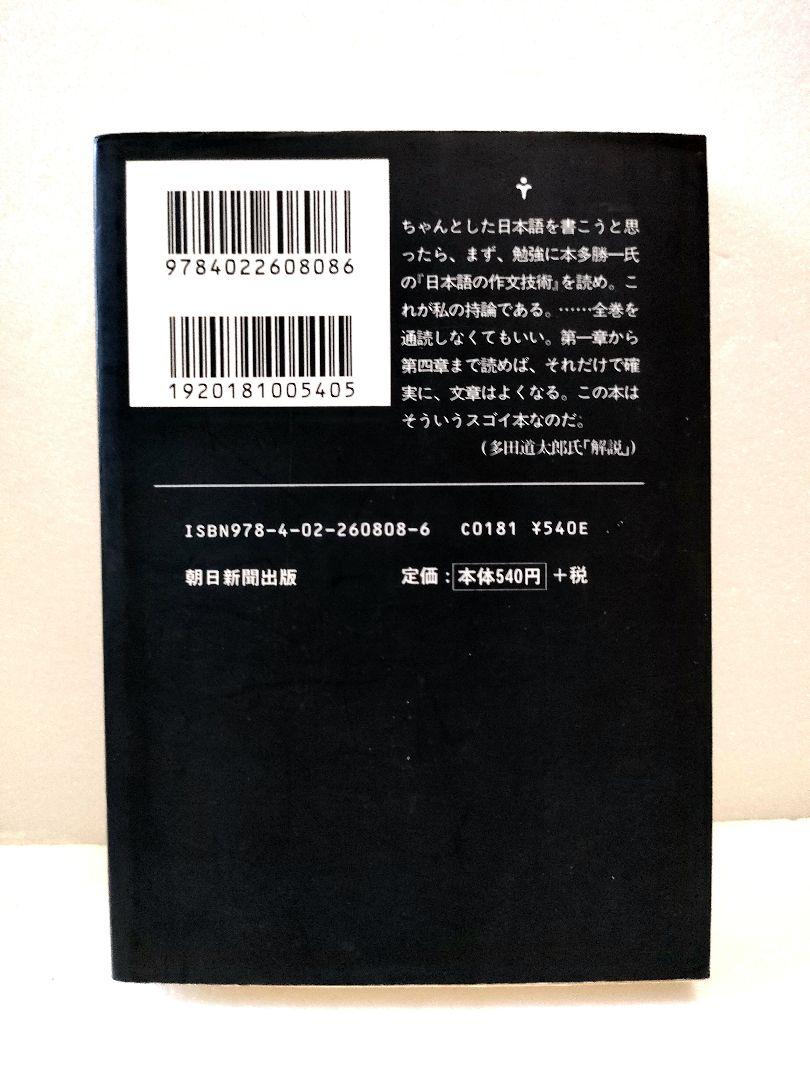 9784022608086
1920181005405
ちゃんとした日本語を書こうと思
ったら、まず、勉強に本多勝一氏
の『日本語の作文技術』を読め。こ
れが私の持論である。……全巻を
通読しなくてもいい。第一章から
第四章まで読めば、それだけで確
実に、文章はよくなる。この本は
そういうスゴイ本なのだ。
(多田道太郎氏「解説」)
ISBN978-4-02-260808-6 C0181 ¥540E
朝日新聞出版 定価：本体540円＋税